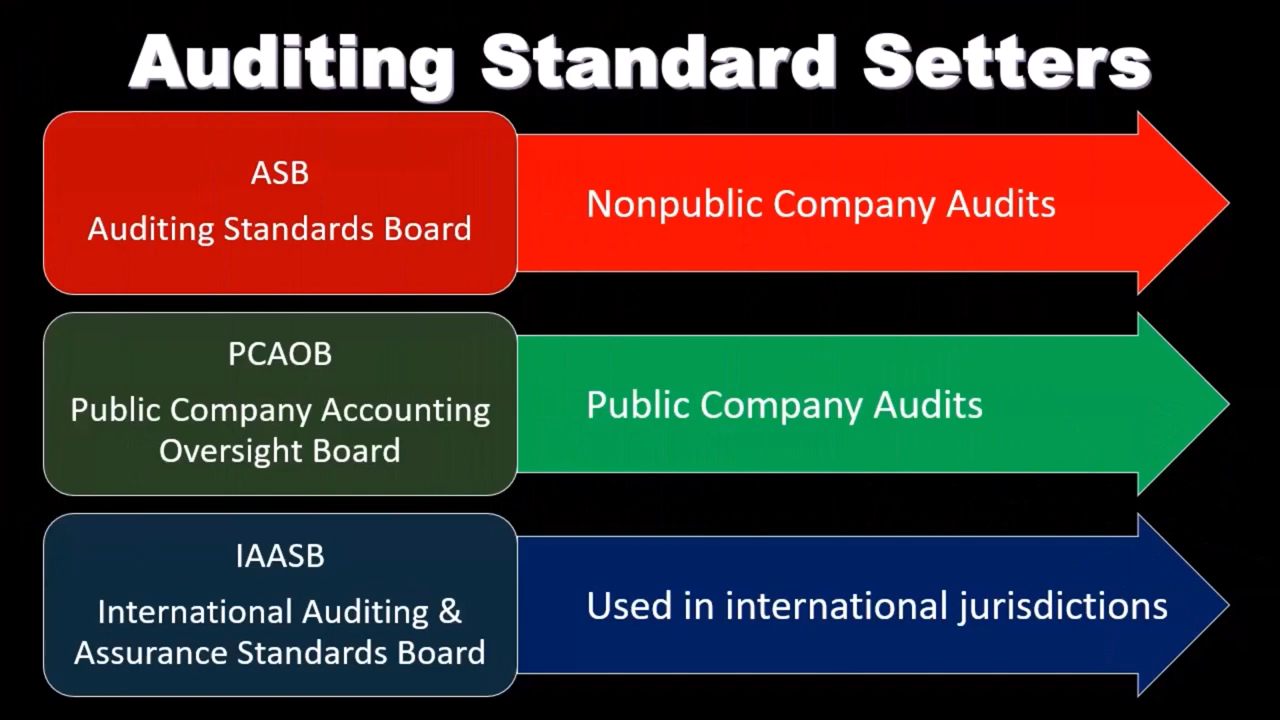 Auditing Standard Setters
ASB
Auditing Standards Board
Nonpublic Company Audits
PCAOB
Public Company Accounting
Oversight Board
Public Company Audits
IAASB
International Auditing &
Assurance Standards Board
Used in international jurisdictions